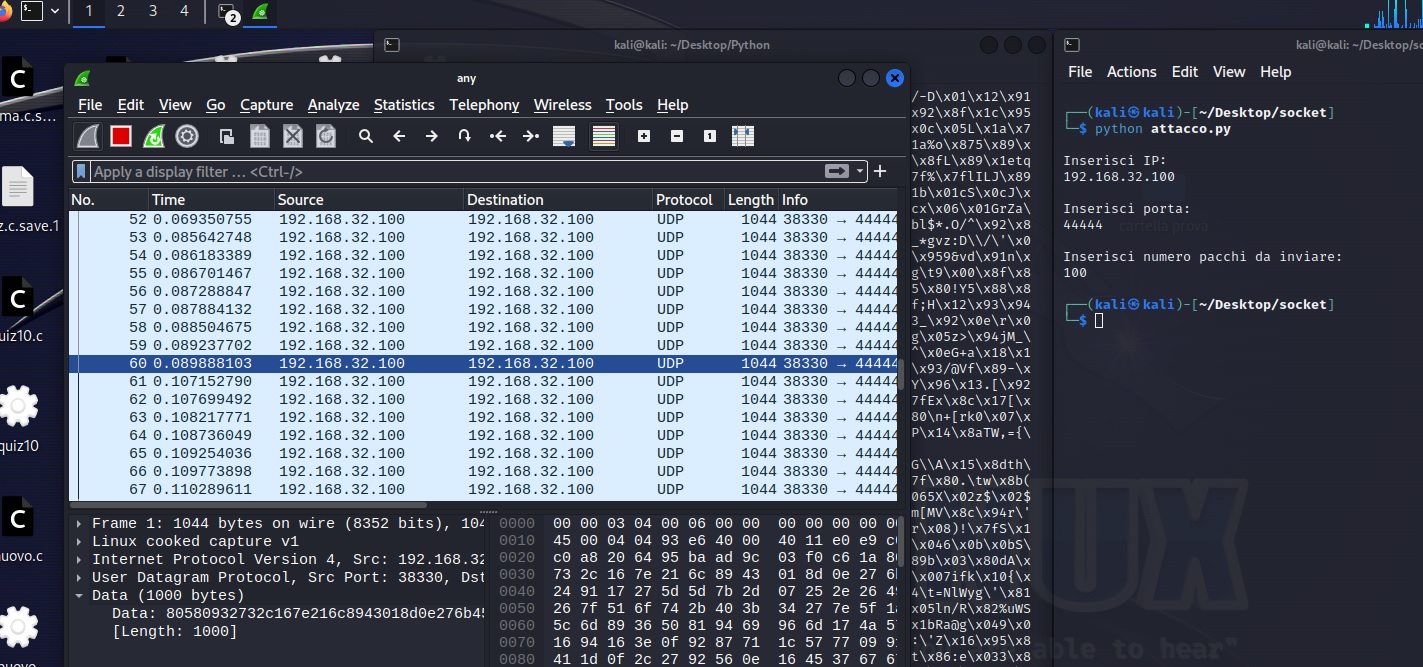 1 2 3 4 2
kali@kali: ~/Desktop/Python
any
File Edit View Go Capture Analyze Statistics Telephony Wireless Tools Help
Apply a display filter ... <Ctrl-/>
No. Time Source Destination Protocol Length Info
52 0.069350755 192.168.32.100 192.168.32.100 UDP 1044 38330 → 44444
53 0.085642748 192.168.32.100 192.168.32.100 UDP 1044 38330 → 44444
54 0.086183389 192.168.32.100 192.168.32.100 UDP 1044 38330 → 44444
55 0.086701467 192.168.32.100 192.168.32.100 UDP 1044 38330 → 44444
56 0.087288847 192.168.32.100 192.168.32.100 UDP 1044 38330 → 44444
57 0.087884132 192.168.32.100 192.168.32.100 UDP 1044 38330 → 44444
58 0.088504675 192.168.32.100 192.168.32.100 UDP 1044 38330 → 44444
59 0.089237702 192.168.32.100 192.168.32.100 UDP 1044 38330 → 44444
60 0.089888103 192.168.32.100 192.168.32.100 UDP 1044 38330 → 44444
61 0.107152790 192.168.32.100 192.168.32.100 UDP 1044 38330 → 44444
62 0.107699492 192.168.32.100 192.168.32.100 UDP 1044 38330 → 44444
63 0.108217771 192.168.32.100 192.168.32.100 UDP 1044 38330 → 44444
64 0.108736049 192.168.32.100 192.168.32.100 UDP 1044 38330 → 44444
65 0.109254036 192.168.32.100 192.168.32.100 UDP 1044 38330 → 44444
66 0.109773898 192.168.32.100 192.168.32.100 UDP 1044 38330 → 44444
67 0.110289611 192.168.32.100 192.168.32.100 UDP 1044 38330 → 44444
Frame 1: 1044 bytes on wire (8352 bits), 104
Linux cooked capture v1
Internet Protocol Version 4, Src: 192.168.32
User Datagram Protocol, Src Port: 38330, Dst
Data (1000 bytes)
Data: 80580932732c167e216c8943018d0e276b45
[Length: 1000]
0000 00 00 03 04 00 06 00 00 00 00 00 00 00
0010 45 00 04 04 93 e6 40 00 40 11 e0 e9 c
0020 c0 a8 20 64 95 ba ad 9c 03 f0 c6 1a 8
0030 73 2c 16 7e 21 6c 89 43 01 8d 0e 27 6
0040 24 91 17 27 5d 5d 7b 2d 07 25 2e 26 4
0050 26 7f 51 6f 74 2b 40 3b 34 27 7e 5f 1
0060 5c 6d 89 36 50 81 94 69 96 6d 17 4a 5
0070 16 94 16 3e 0f 92 87 71 1c 57 77 09 9
0080 41 1d 0f 2c 27 92 56 0e 16 45 37 67 6
/-D\x01\x12\x91
\x92\x8f\x1c\x95
\x0c\x05L\x1a\x7
1a%o\x875\x89\x
\x8fL\x89\x1etq
7f%\x7flILJ\x89
1b\x01cS\x0cJ\x
cx\x06\x01GrZa\
bl$*.O/^\x92\x8
_*gvz:D\\/\'\x0
\x9596vd\x91n\x
g\t9\x00\x8f\x8
5\x80!Y5\x88\x8
f;H\x12\x93\x94
3_\x92\x0e\r\x0
g\x05z>\x94jM_\
^\x0eG+a\x18\x1
\x93/@Vf\x89-\x
Y\x96\x13.[\x92
7fEx\x8c\x17[\x
80\n+[rk0\x07\x
P\x14\x8aTW,={\
G\\A\x15\x8dth\
7f\x80.\tw\x8b(
065X\x02z$\x02$
m[MV\x8c\x94r\'
r\x08)!\x7fS\x1
\x046\x0b\x0bS\
89b\x03\x80dA\x
\x007ifk\x10{\x
4\t=NlWyg\'\x81
\x05ln/R\x82%uWS
x1bRa@g\x049\x0
:\'Z\x16\x95\x8
t\x86:e\x033\x8
kali@kali: ~/Desktop/so
File Actions Edit View Help
┌──(kali㉿kali)-[~/Desktop/socket]
└─$ python attacco.py
Inserisci IP:
192.168.32.100
Inserisci porta:
44444
cartella prova
Inserisci numero pacchi da inviare:
100
┌──(kali㉿kali)-[~/Desktop/socket]
└─$
ma.c.s...
z.c.save.1
uiz10.c
quiz10
uovo.c
C
C
C
UX
able to hear"